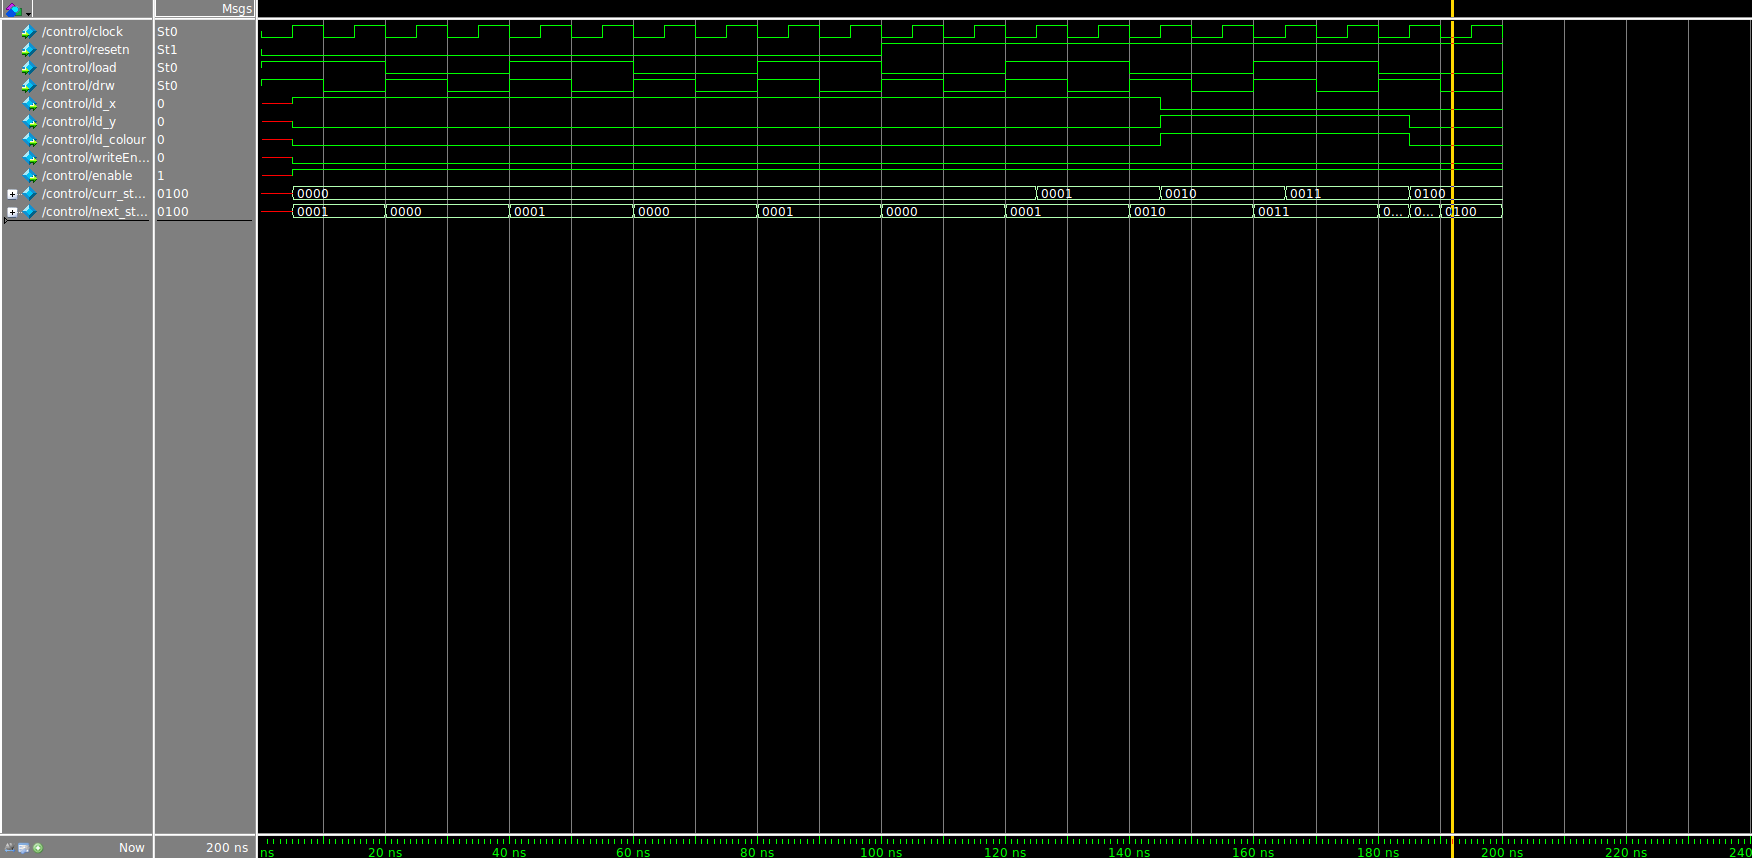 Msgs
/control/clock St0
/control/resetn St1
/control/load St0
/control/drw St0
/control/ld_x 0
/control/ld_y 0
/control/ld_colour 0
/control/writeEn... 0
/control/enable 1
/control/curr_st... 0100 0000 0001 0010 0011 0100
/control/next_st... 0100 0001 0000 0001 0000 0001 0000 0001 0010 0011 0... 0... 0100
Now 200 ns
ns 20 ns 40 ns 60 ns 80 ns 100 ns 120 ns 140 ns 160 ns 180 ns 200 ns 220 ns 240